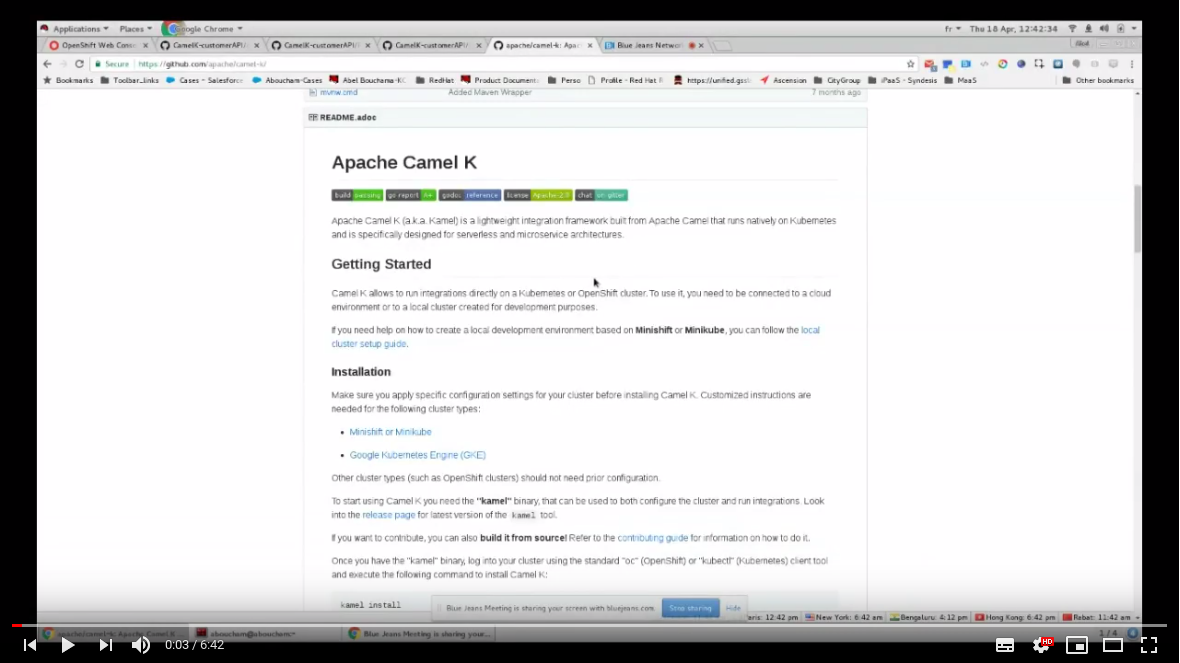 Applications Places Google Chrome fr Thu 18 Apr, 12:42:34
OpenShift Web Cons CamelK-customerAPI/ CamelK-customerAPI/ CamelK-customerAPI/ apache/camel-k: Apac Blue Jeans Network
Secure https://github.com/apache/camel-k/
Bookmarks Toolbar_links Cases ~ Salesforce Aboucham-Cases Abel Bouchama-KC RedHat Product Documenta Perso Profile - Red Hat https://unified.gss Ascension CityGroup iPaaS - Syndesis MaaS Other bookmarks
mvnw.cmd Added Maven Wrapper 7 months ago
README.adoc
Apache Camel K
build passing go report A+ godoc reference license Apache-2.0 chat on gitter
Apache Camel K (a.k.a. Kamel) is a lightweight integration framework built from Apache Camel that runs natively on Kubernetes
and is specifically designed for serverless and microservice architectures.
Getting Started
Camel K allows to run integrations directly on a Kubernetes or OpenShift cluster. To use it, you need to be connected to a cloud
environment or to a local cluster created for development purposes.
If you need help on how to create a local development environment based on Minishift or Minikube, you can follow the local
cluster setup guide.
Installation
Make sure you apply specific configuration settings for your cluster before installing Camel K. Customized instructions are
needed for the following cluster types:
• Minishift or Minikube
• Google Kubernetes Engine (GKE)
Other cluster types (such as OpenShift clusters) should not need prior configuration.
To start using Camel K you need the "kamel" binary, that can be used to both configure the cluster and run integrations. Look
into the release page for latest version of the kamel tool.
If you want to contribute, you can also build it from source! Refer to the contributing guide for information on how to do it.
Once you have the "kamel" binary, log into your cluster using the standard "oc" (OpenShift) or "kubectl" (Kubernetes) client tool
and execute the following command to install Camel K:
kamel install
Blue Jeans Meeting is sharing your screen with bluejeans.com. Stop sharing Hide
aris: 12:42 pm New York: 6:42 am Bengaluru: 4:12 pm Hong Kong: 6:42 pm Rabat: 11:42 am
apache/camel-k: Apache Camel K Blue Jeans Meeting is sharing your... 1 / 4
0:03 / 6:42 HD